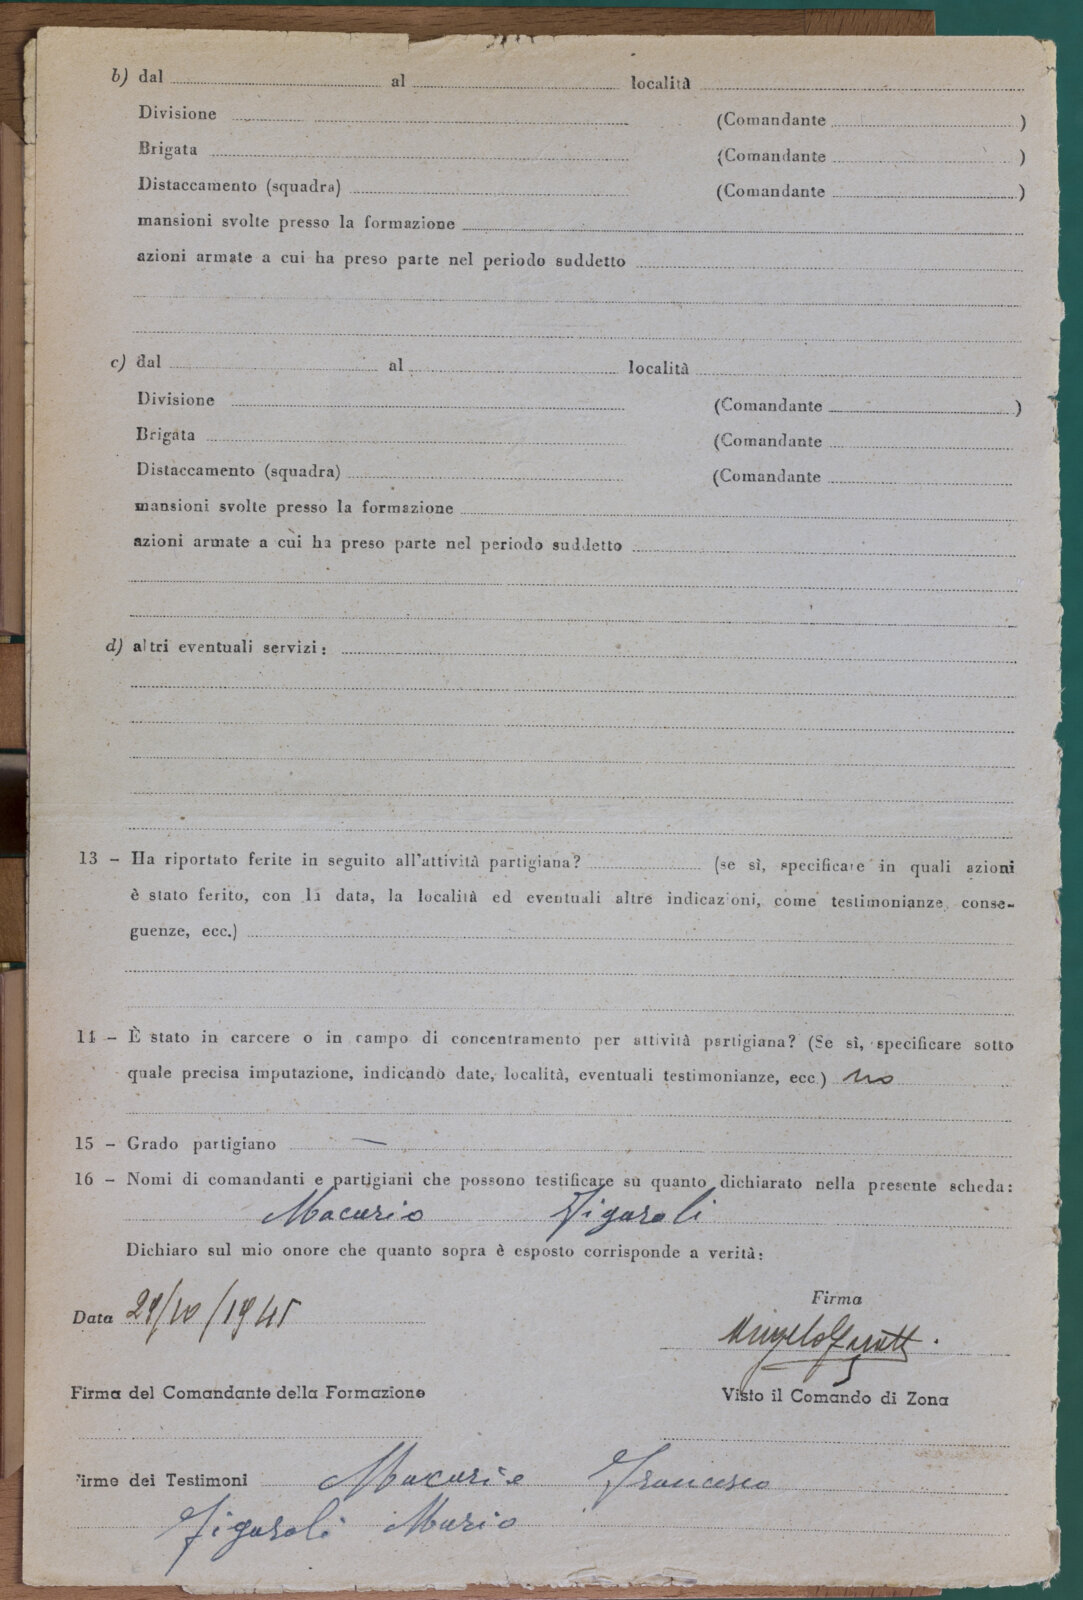 b) dal al località
Divisione (Comandante )
Brigata (Comandante )
Distaccamento (squadra) (Comandante )
mansioni svolte presso la formazione
azioni armate a cui ha preso parte nel periodo suddetto
c) dal al località
Divisione (Comandante )
Brigata (Comandante
Distaccamento (squadra) (Comandante
mansioni svolte presso la formazione
azioni armate a cui ha preso parte nel periodo suddetto
d) altri eventuali servizi:
13 – Ha riportato ferite in seguito all'attività partigiana? (se sì, specificare in quali azioni
è stato ferito, con la data, la località ed eventuali altre indicazioni, come testimonianze, conse-
guenze, ecc.)
14 – È stato in carcere o in campo di concentramento per attività partigiana? (Se sì, specificare sotto
quale precisa imputazione, indicando date, località, eventuali testimonianze, ecc.) no
15 – Grado partigiano —
16 – Nomi di comandanti e partigiani che possono testificare su quanto dichiarato nella presente scheda:
Macario Figaroli
Dichiaro sul mio onore che quanto sopra è esposto corrisponde a verità:
Firma
Data 29/10/1945
Firma del Comandante della Formazione Visto il Comando di Zona
Firme dei Testimoni Macario Francesco
Figaroli Mario